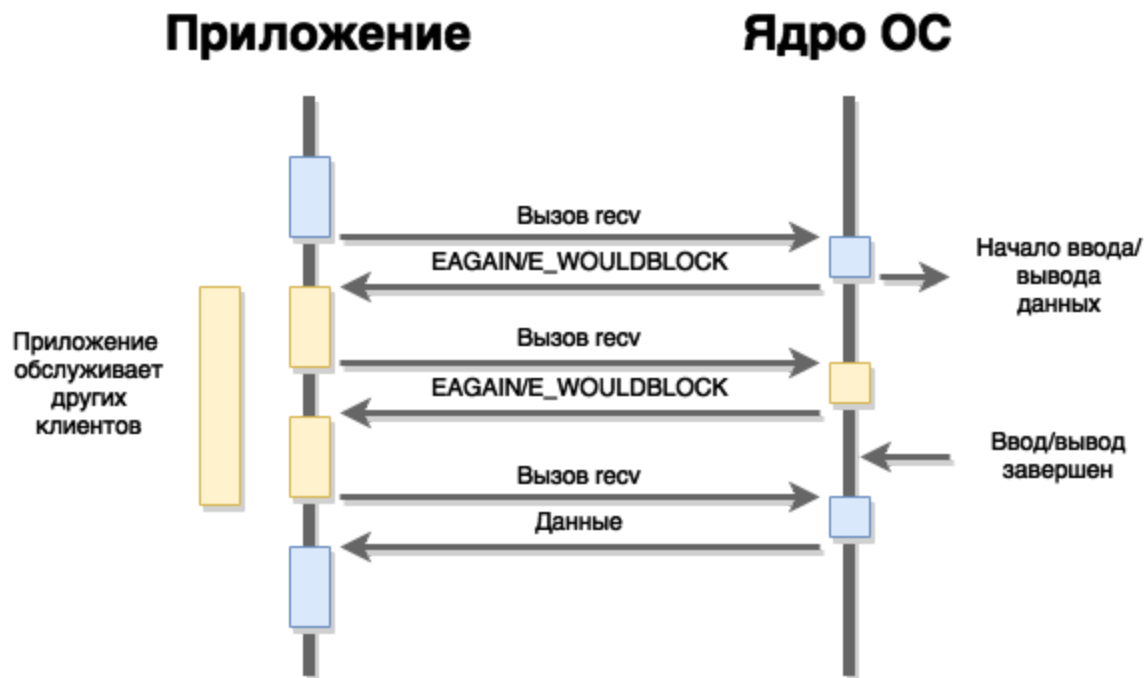 Приложение
Ядро ОС
Вызов recv
EAGAIN/E_WOULDBLOCK
Начало ввода/
вывода
данных
Приложение
обслуживает
других
клиентов
Вызов recv
EAGAIN/E_WOULDBLOCK
Ввод/вывод
завершен
Вызов recv
Данные